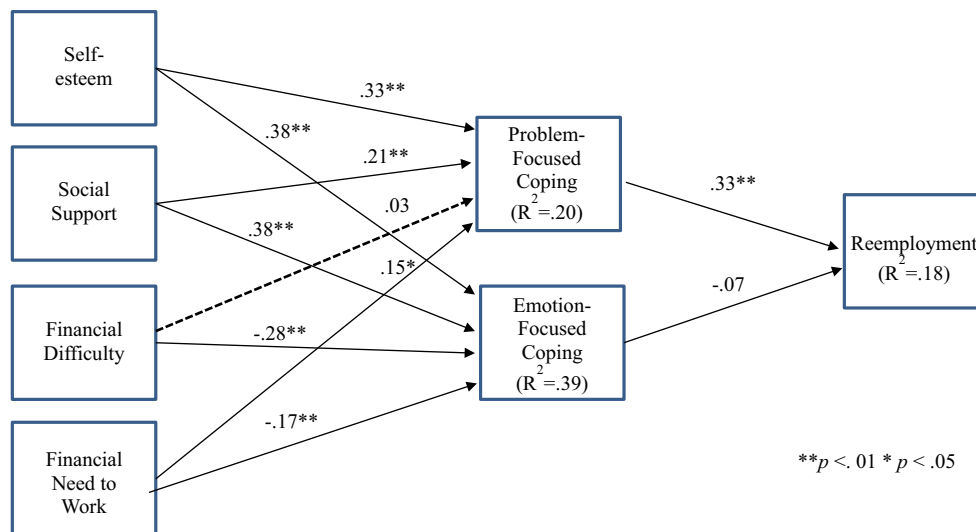 Self-
esteem
.33**
.38**
Problem-
Focused
Coping
(R²=.20)
.21**
Social
Support
.03
.33**
.38**
Reemployment
(R²=.18)
.15*
-.07
Emotion-
Focused
Coping
(R²=.39)
Financial
Difficulty
-.28**
-.17**
Financial
Need to
Work
**p <. 01 * p < .05